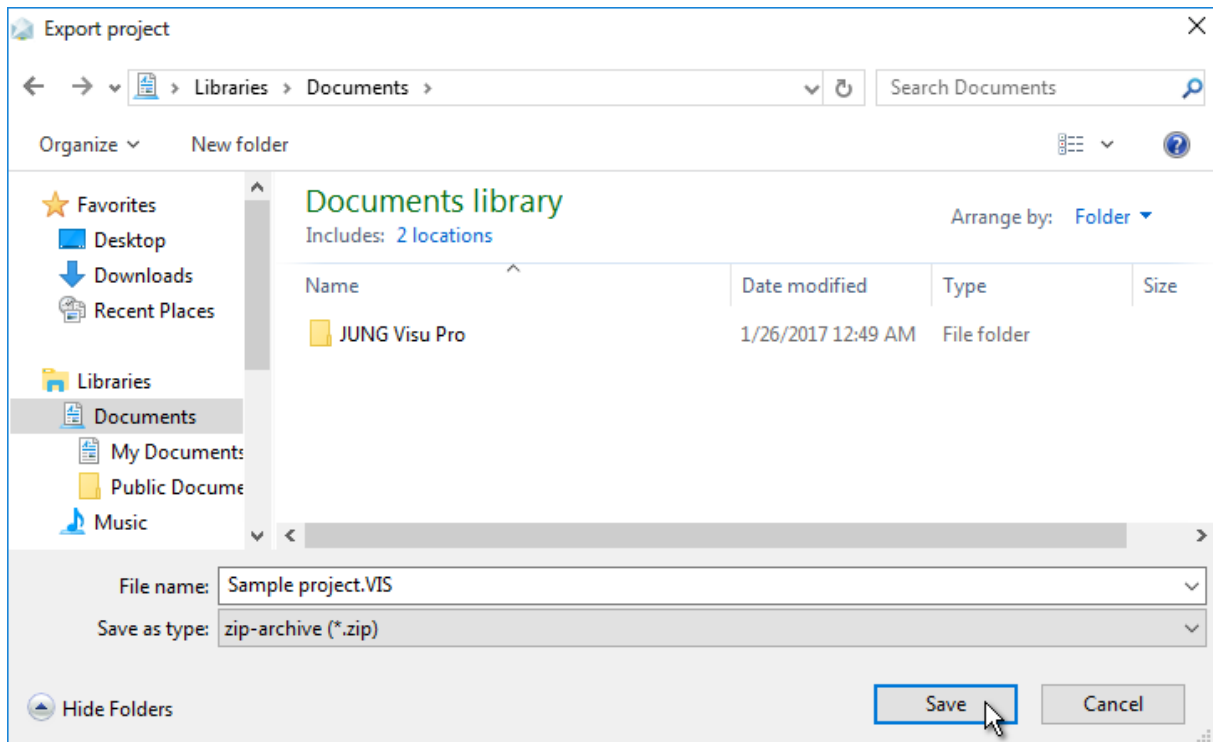 Export project
Libraries > Documents >
Search Documents
Organize
New folder
Favorites
Desktop
Downloads
Recent Places
Libraries
Documents
My Documents
Public Docume
Music
Documents library
Includes: 2 locations
Arrange by: Folder
Name Date modified Type Size
JUNG Visu Pro 1/26/2017 12:49 AM File folder
File name: Sample project.VIS
Save as type: zip-archive (*.zip)
Hide Folders
Save
Cancel